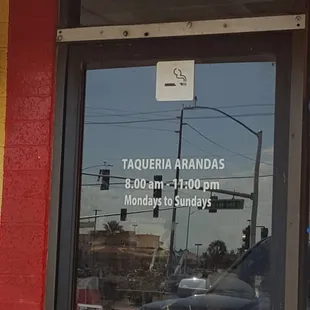 TAQUERIA ARANDAS
8:00 am - 11:00 pm
Mondays to Sundays